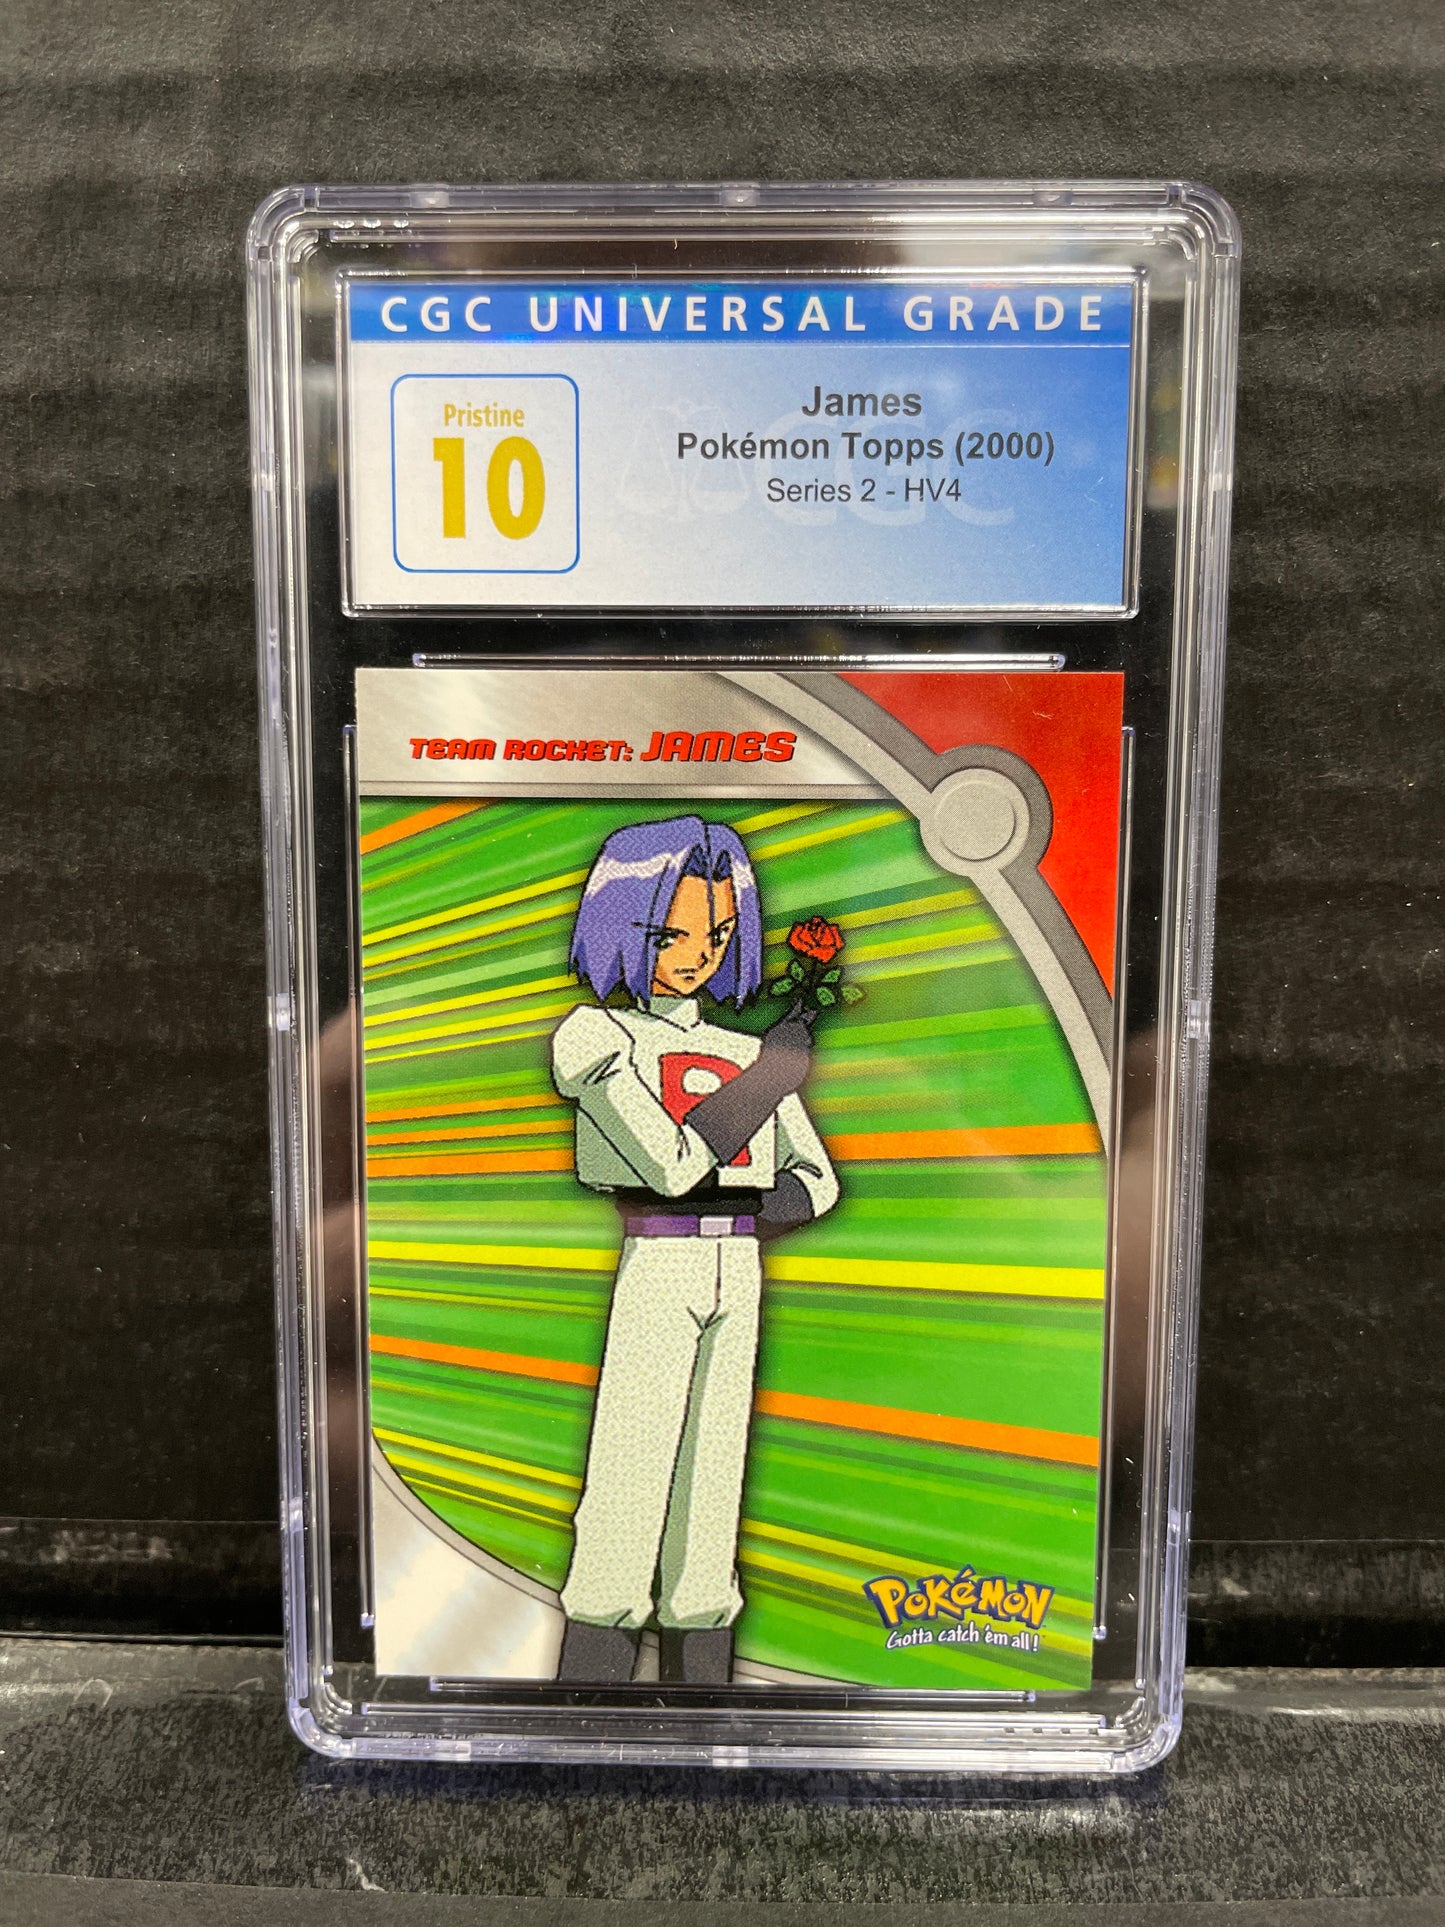 CGC UNIVERSAL GRADE
Pristine
10
James
Pokémon Topps (2000)
Series 2 - HV4
CGC
TEAM ROCKET: JAMES
R
POKéMON
Gotta catch 'em all!